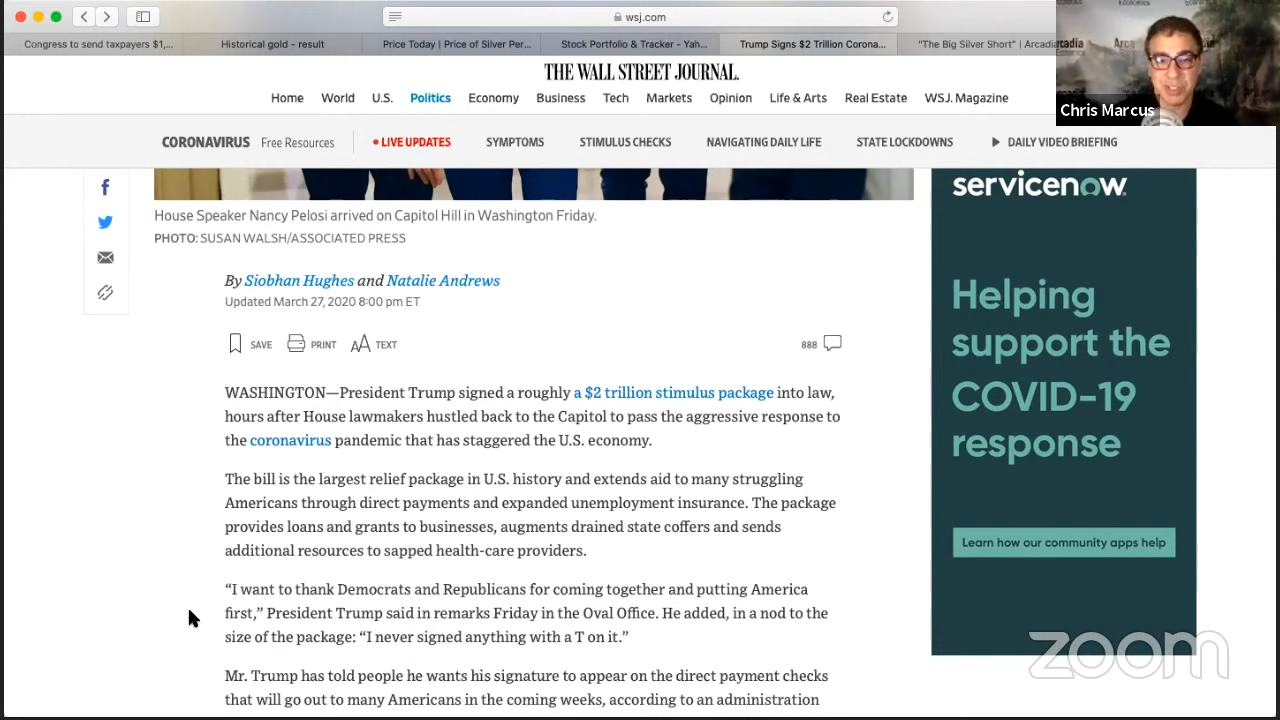 wsj.com
Congress to send taxpayers $1,...
Historical gold - result
Price Today | Price of Silver Per...
Stock Portfolio & Tracker - Yah...
Trump Signs $2 Trillion Corona...
"The Big Silver Short" | Arcadia
Chris Marcus
THE WALL STREET JOURNAL.
Home World U.S. Politics Economy Business Tech Markets Opinion Life & Arts Real Estate WSJ. Magazine
CORONAVIRUS Free Resources LIVE UPDATES SYMPTOMS STIMULUS CHECKS NAVIGATING DAILY LIFE STATE LOCKDOWNS DAILY VIDEO BRIEFING
House Speaker Nancy Pelosi arrived on Capitol Hill in Washington Friday.
PHOTO: SUSAN WALSH/ASSOCIATED PRESS
By Siobhan Hughes and Natalie Andrews
Updated March 27, 2020 8:00 pm ET
SAVE PRINT AA TEXT 888
WASHINGTON—President Trump signed a roughly a $2 trillion stimulus package into law,
hours after House lawmakers hustled back to the Capitol to pass the aggressive response to
the coronavirus pandemic that has staggered the U.S. economy.
The bill is the largest relief package in U.S. history and extends aid to many struggling
Americans through direct payments and expanded unemployment insurance. The package
provides loans and grants to businesses, augments drained state coffers and sends
additional resources to sapped health-care providers.
“I want to thank Democrats and Republicans for coming together and putting America
first,” President Trump said in remarks Friday in the Oval Office. He added, in a nod to the
size of the package: “I never signed anything with a T on it.”
Mr. Trump has told people he wants his signature to appear on the direct payment checks
that will go out to many Americans in the coming weeks, according to an administration
servicenow
Helping
support the
COVID-19
response
Learn how our community apps help
zoom